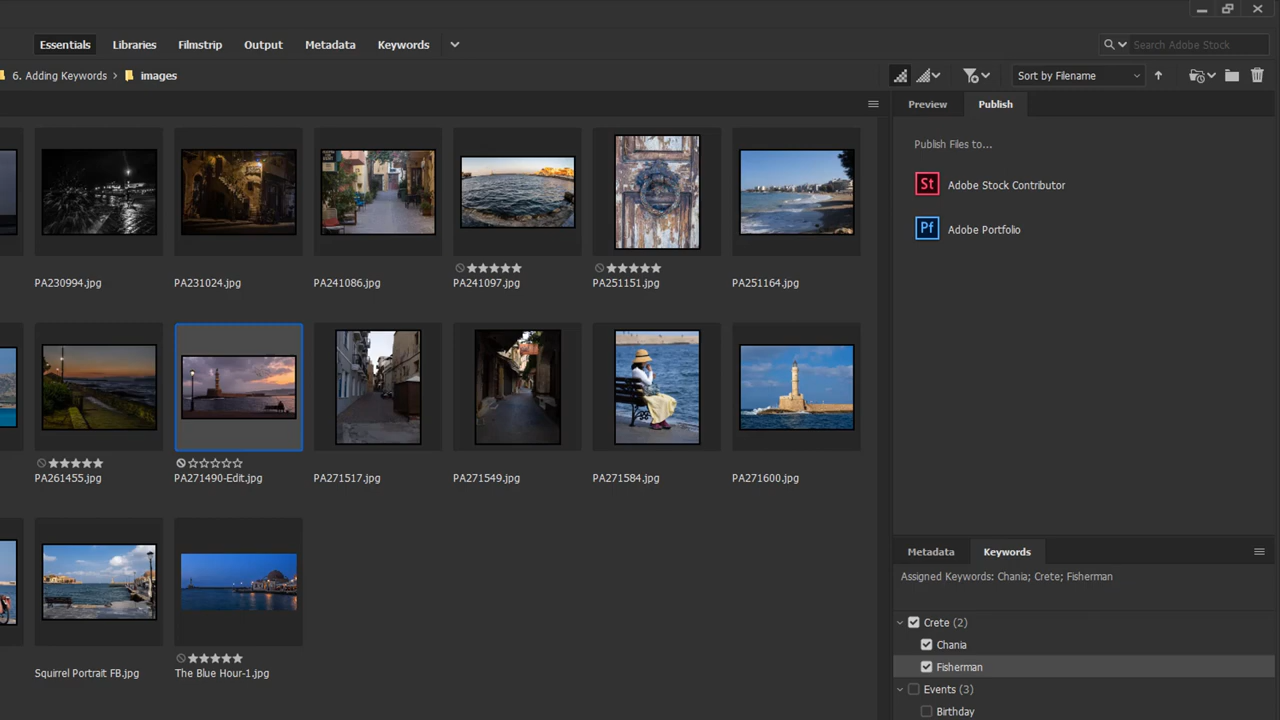 Essentials Libraries Filmstrip Output Metadata Keywords Search Adobe Stock
6. Adding Keywords images Sort by Filename
Preview Publish
Publish Files to...
St Adobe Stock Contributor
Pf Adobe Portfolio
PA230994.jpg PA231024.jpg PA241086.jpg PA241097.jpg PA251151.jpg PA251164.jpg
PA261455.jpg PA271490-Edit.jpg PA271517.jpg PA271549.jpg PA271584.jpg PA271600.jpg
Metadata Keywords
Assigned Keywords: Chania; Crete; Fisherman
Crete (2)
Chania
Fisherman
Squirrel Portrait FB.jpg The Blue Hour-1.jpg
Events (3)
Birthday